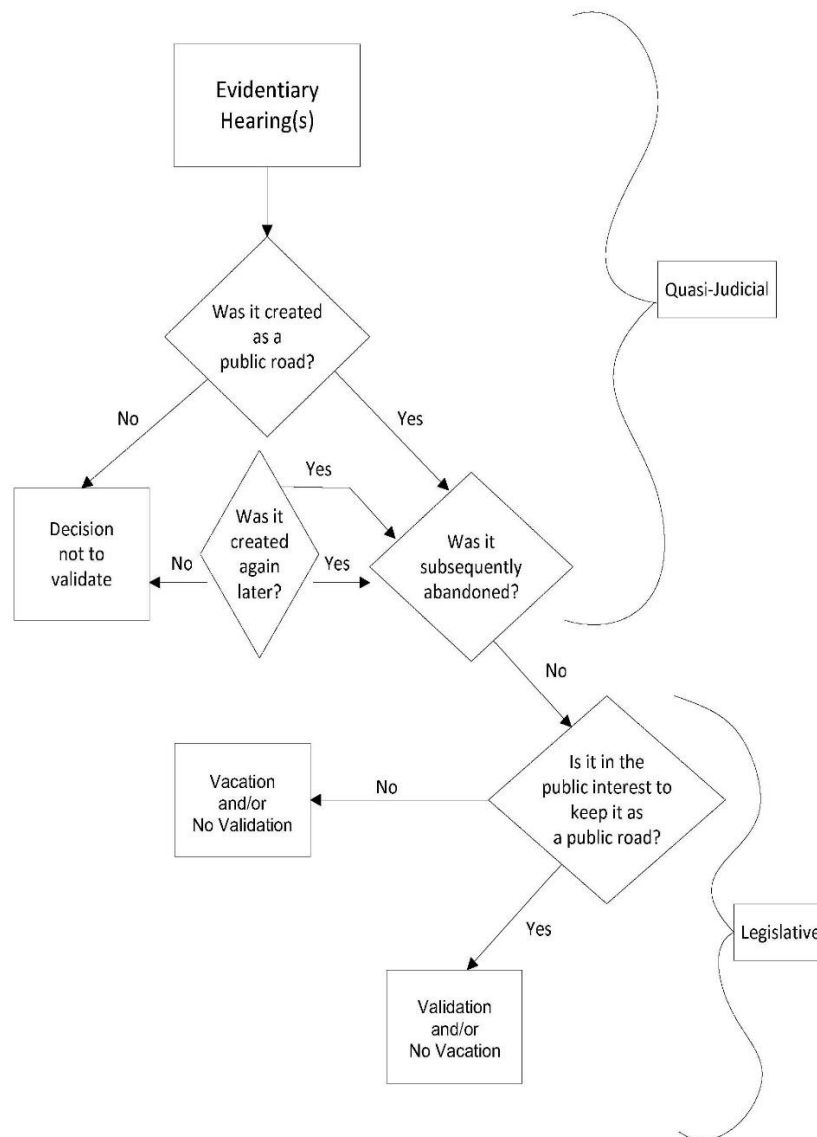 Evidentiary
Hearing(s)
Quasi-Judicial
Was it created
as a
public road?
No
Yes
Yes
Decision
not to
validate
No
Was it
created
again
later?
Yes
Was it
subsequently
abandoned?
No
Is it in the
public interest to
keep it as
a public road?
Vacation
and/or
No Validation
No
Yes
Legislative
Validation
and/or
No Vacation